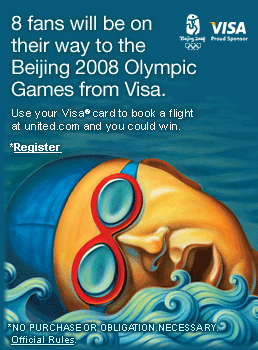 8 fans will be on
their way to the
Beijing 2008 Olympic
Games from Visa.
Beijing 2008
VISA
Proud Sponsor
Use your Visa® card to book a flight
at united.com and you could win.
*Register
*NO PURCHASE OR OBLIGATION NECESSARY.
Official Rules.